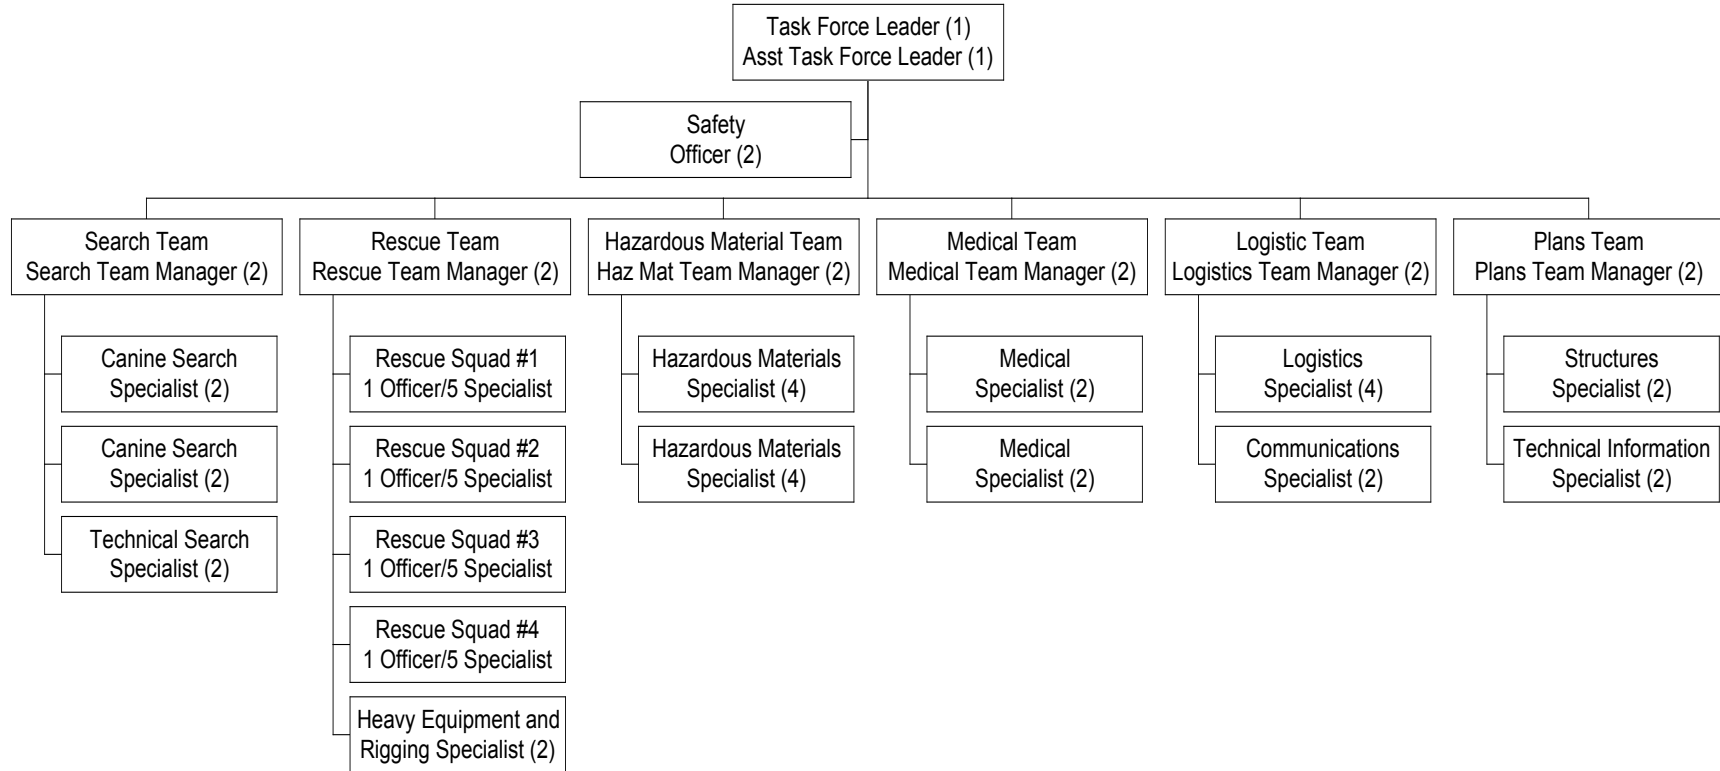 Task Force Leader (1)
Asst Task Force Leader (1)
Safety
Officer (2)
Search Team
Search Team Manager (2)
Rescue Team
Rescue Team Manager (2)
Hazardous Material Team
Haz Mat Team Manager (2)
Medical Team
Medical Team Manager (2)
Logistic Team
Logistics Team Manager (2)
Plans Team
Plans Team Manager (2)
Canine Search
Specialist (2)
Canine Search
Specialist (2)
Technical Search
Specialist (2)
Rescue Squad #1
1 Officer/5 Specialist
Rescue Squad #2
1 Officer/5 Specialist
Rescue Squad #3
1 Officer/5 Specialist
Rescue Squad #4
1 Officer/5 Specialist
Heavy Equipment and
Rigging Specialist (2)
Hazardous Materials
Specialist (4)
Hazardous Materials
Specialist (4)
Medical
Specialist (2)
Medical
Specialist (2)
Logistics
Specialist (4)
Communications
Specialist (2)
Structures
Specialist (2)
Technical Information
Specialist (2)